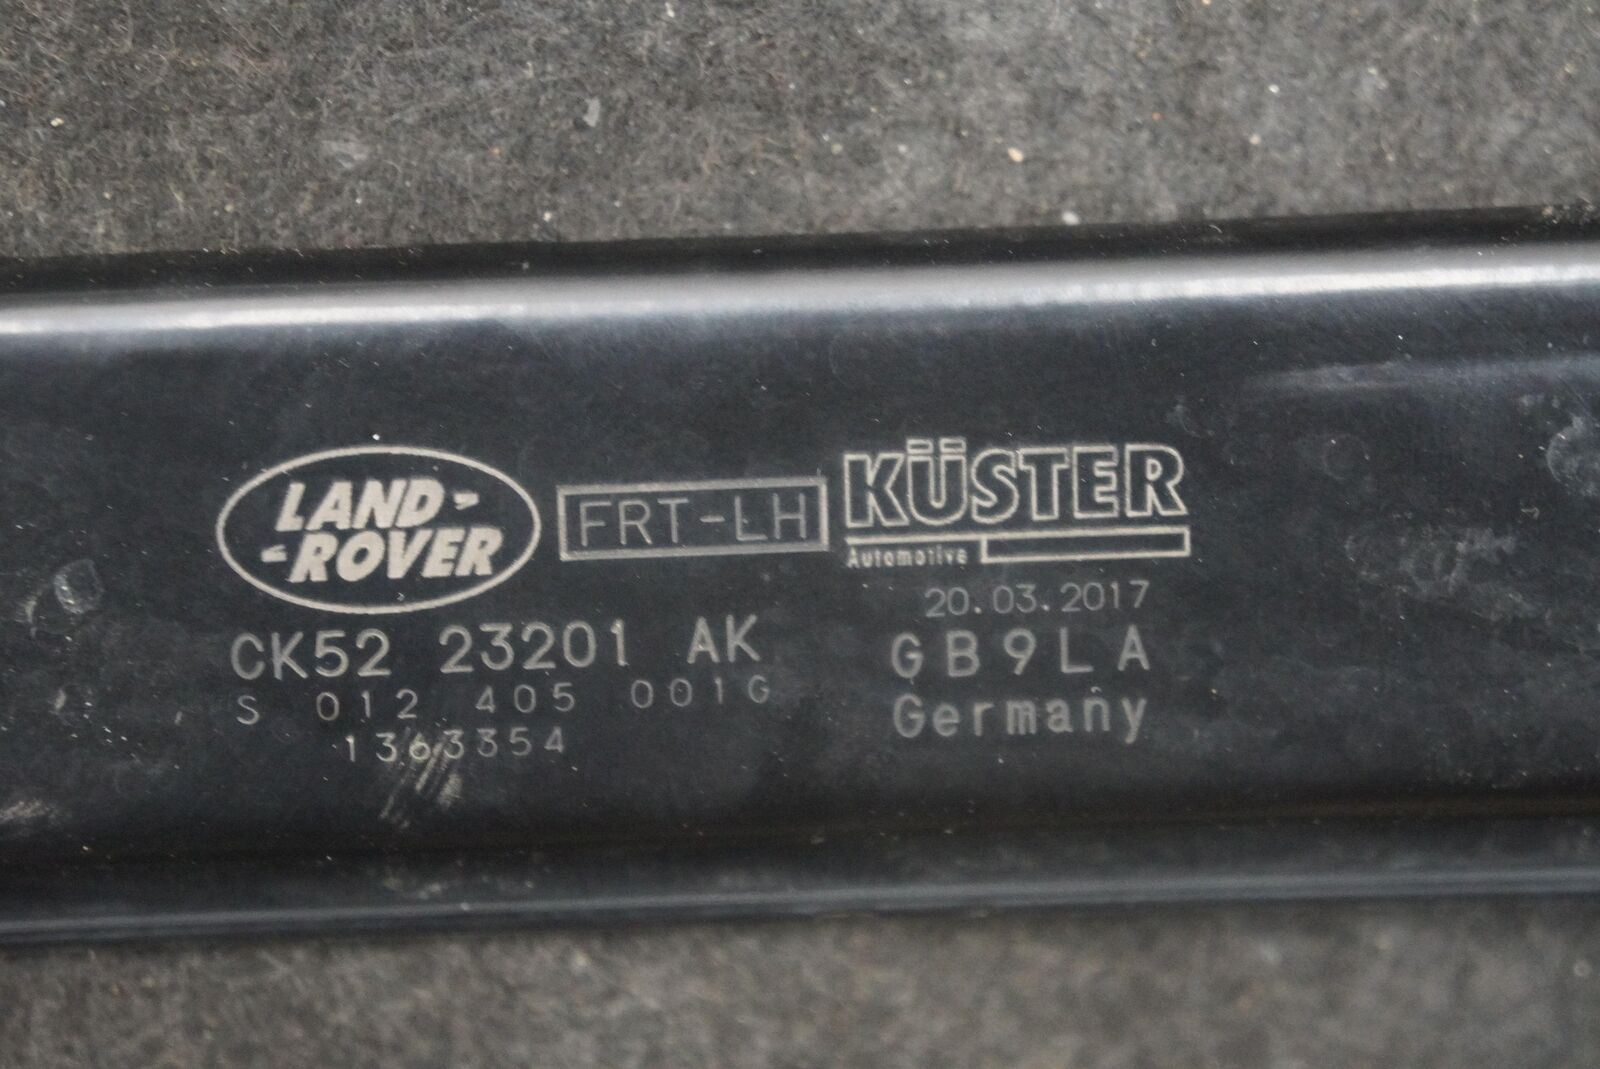 LAND-
-ROVER
FRT-LH
KÜSTER
Automotive
20.03.2017
CK52 23201 AK
GB9LA
S 012 405 001G
Germany
1363354